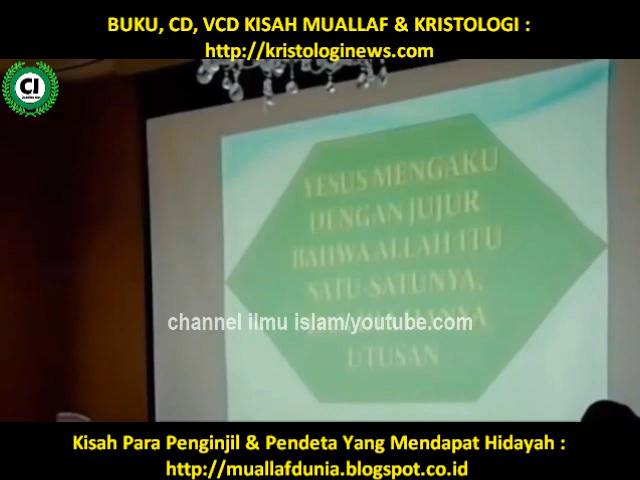 BUKU, CD, VCD KISAH MUALLAF & KRISTOLOGI :
http://kristologinews.com
CI
YESUS MENGAKU
DENGAN JUJUR
BAHWA ALLAH ITU
SATU-SATUNYA,
channel ilmu islam/youtube.com
UTUSAN
Kisah Para Penginjil & Pendeta Yang Mendapat Hidayah :
http://muallafdunia.blogspot.co.id